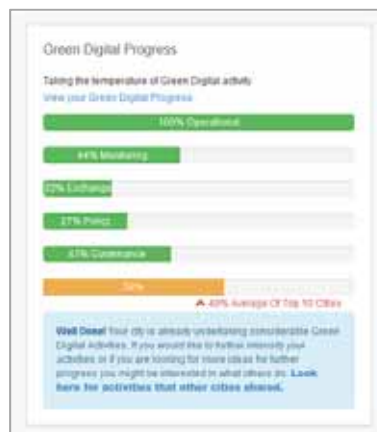 Green Digital Progress
Taking the temperature of Green Digital activity
View your Green Digital Progress
100% Operational
44% Monitoring
22% Exchange
27% Policy
41% Governance
58%
49% Average Of Top 10 Cities
Well Done! Your city is already undertaking considerable Green
Digital Activities. If you would like to further intensify your
activities or if you are looking for more ideas for further
progress you might be interested in what others do. Look
here for activities that other cities shared.